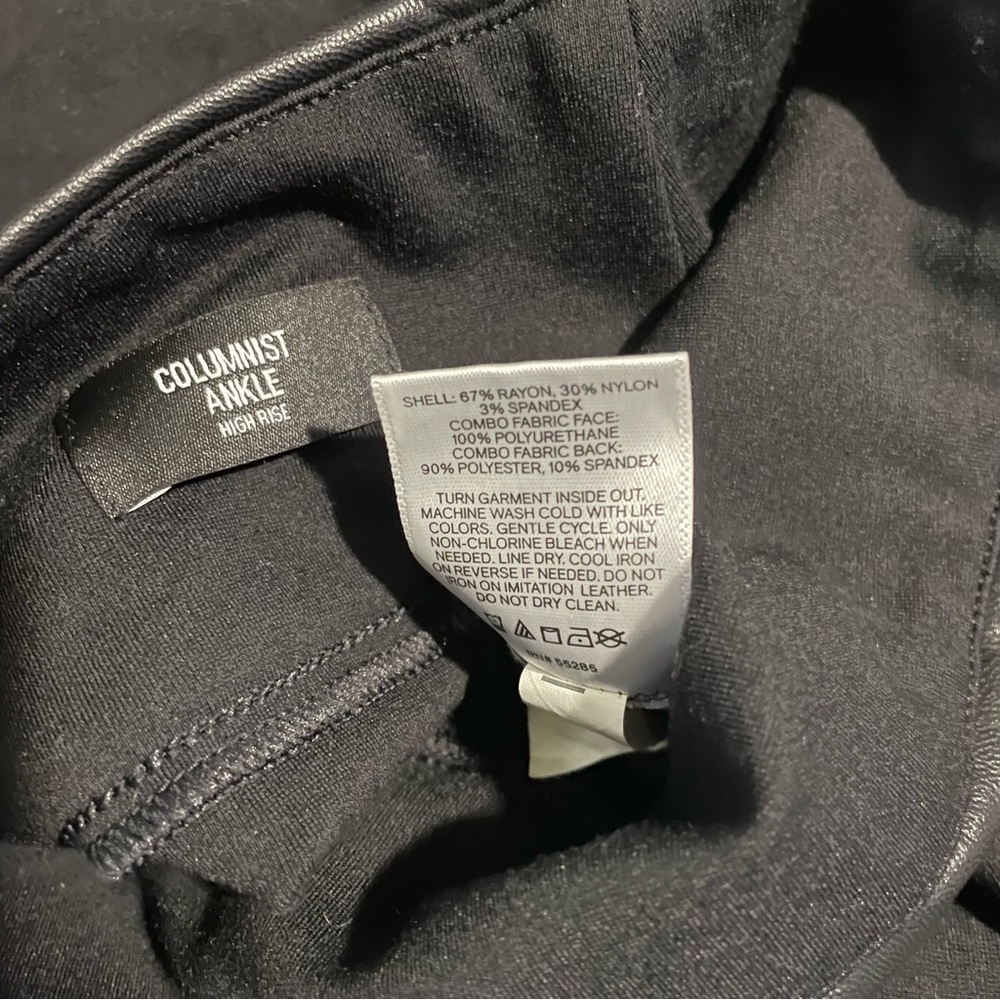 COLUMNIST
ANKLE
HIGH RISE
SHELL: 67% RAYON, 30% NYLON
3% SPANDEX
COMBO FABRIC FACE:
100% POLYURETHANE
COMBO FABRIC BACK:
90% POLYESTER, 10% SPANDEX
TURN GARMENT INSIDE OUT.
MACHINE WASH COLD WITH LIKE
COLORS, GENTLE CYCLE. ONLY
NON-CHLORINE BLEACH WHEN
NEEDED. LINE DRY. COOL IRON
ON REVERSE IF NEEDED. DO NOT
IRON ON IMITATION LEATHER.
DO NOT DRY CLEAN.
RN# 55285